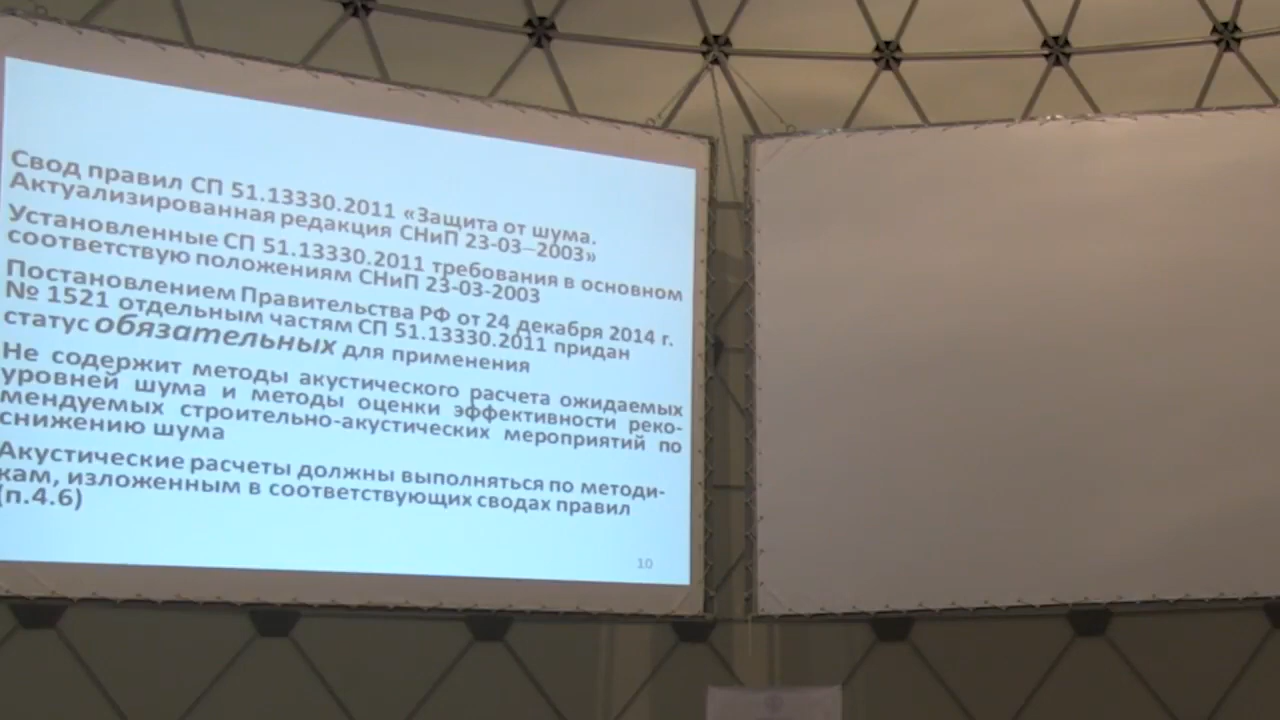 Свод правил СП 51.13330.2011 «Защита от шума.
Актуализированная редакция СНиП 23-03–2003»
Установленные СП 51.13330.2011 требования в основном
соответствую положениям СНиП 23-03-2003
Постановлением Правительства РФ от 24 декабря 2014 г.
№ 1521 отдельным частям СП 51.13330.2011 придан
статус обязательных для применения
Не содержит методы акустического расчета ожидаемых
уровней шума и методы оценки эффективности реко-
мендуемых строительно-акустических мероприятий по
снижению шума
Акустические расчеты должны выполняться по методи-
кам, изложенным в соответствующих сводах правил
(п.4.6)
10